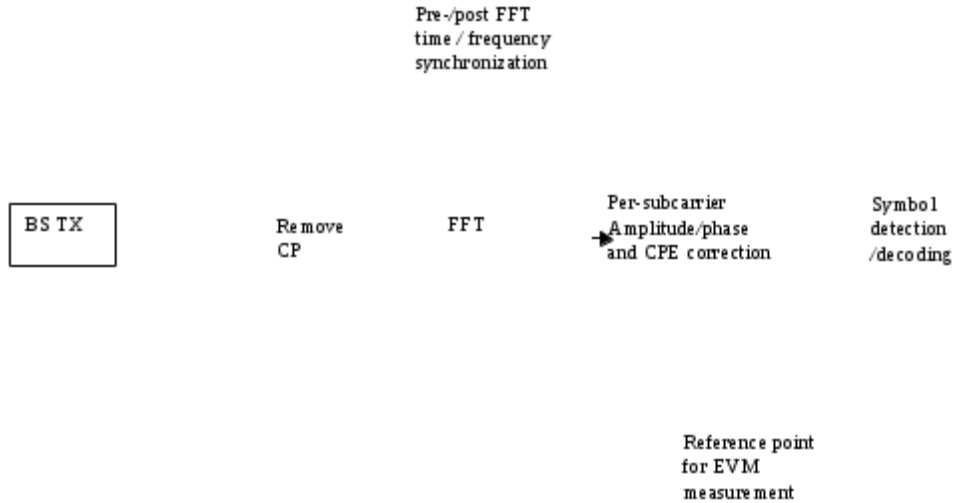 Pre-/post FFT
time / frequency
synchronization
BS TX
Remove
CP
FFT
Per-subcarrier
Amplitude/phase
and CPE correction
Symbol
detection
/decoding
Reference point
for EVM
measurement